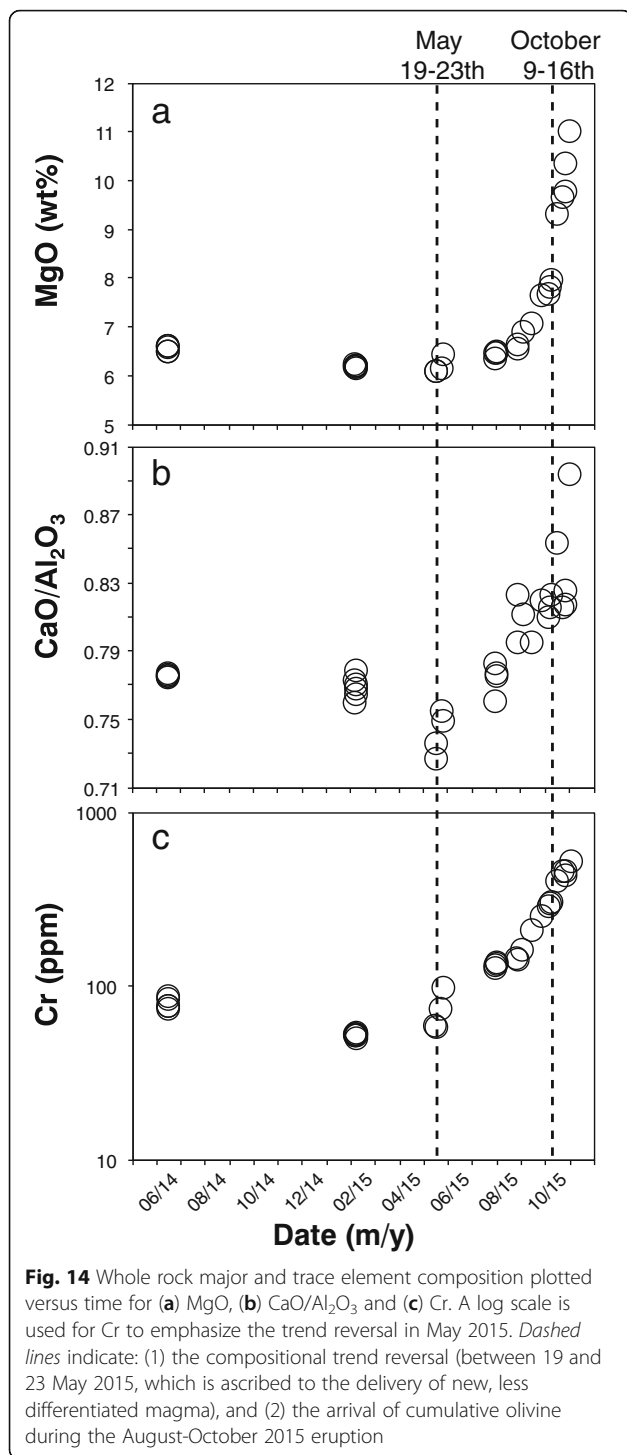 May October
19-23th 9-16th
a
MgO (wt%)
12
11
10
9
8
7
6
5
b
CaO/Al₂O₃
0.91
0.87
0.83
0.79
0.75
0.71
c
Cr (ppm)
1000
100
10
06/14 08/14 10/14 12/14 02/15 04/15 06/15 08/15 10/15
Date (m/y)
Fig. 14 Whole rock major and trace element composition plotted
versus time for (a) MgO, (b) CaO/Al₂O₃ and (c) Cr. A log scale is
used for Cr to emphasize the trend reversal in May 2015. Dashed
lines indicate: (1) the compositional trend reversal (between 19 and
23 May 2015, which is ascribed to the delivery of new, less
differentiated magma), and (2) the arrival of cumulative olivine
during the August-October 2015 eruption